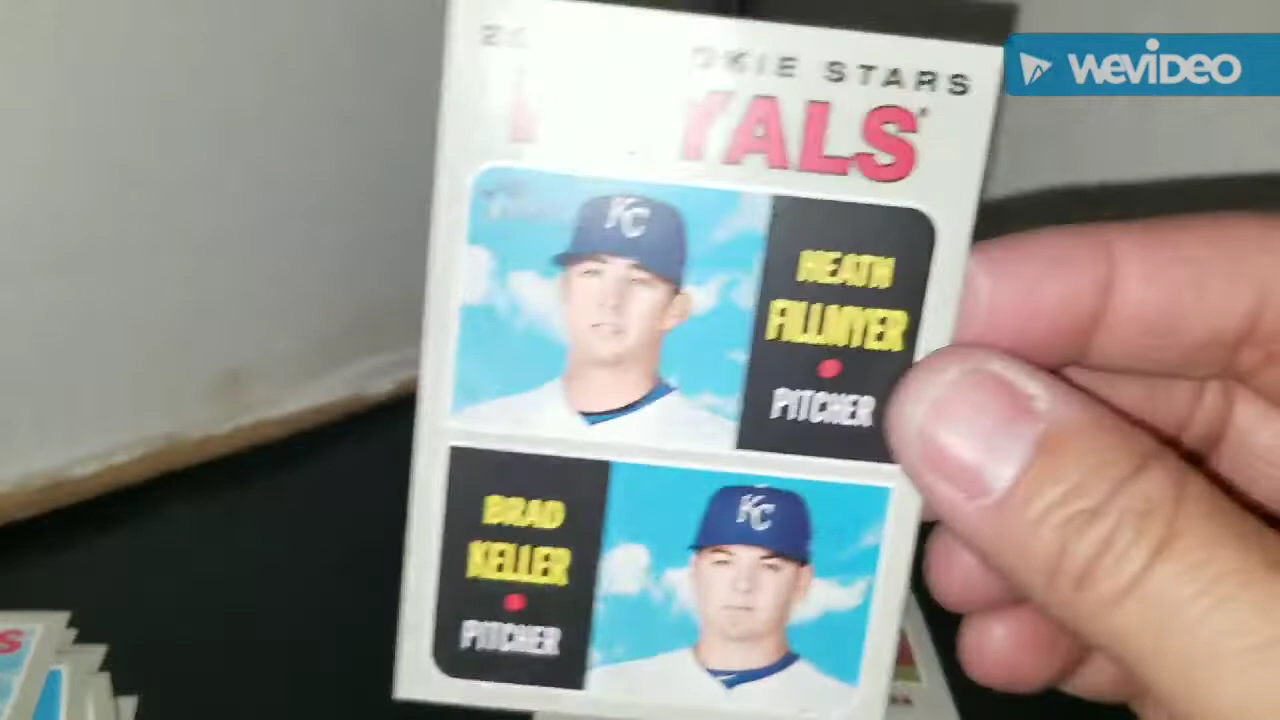 WEVIDEO
OKIE STARS
YALS
HEATH
FILLMYER
PITCHER
BRAD
KELLER
PITCHER